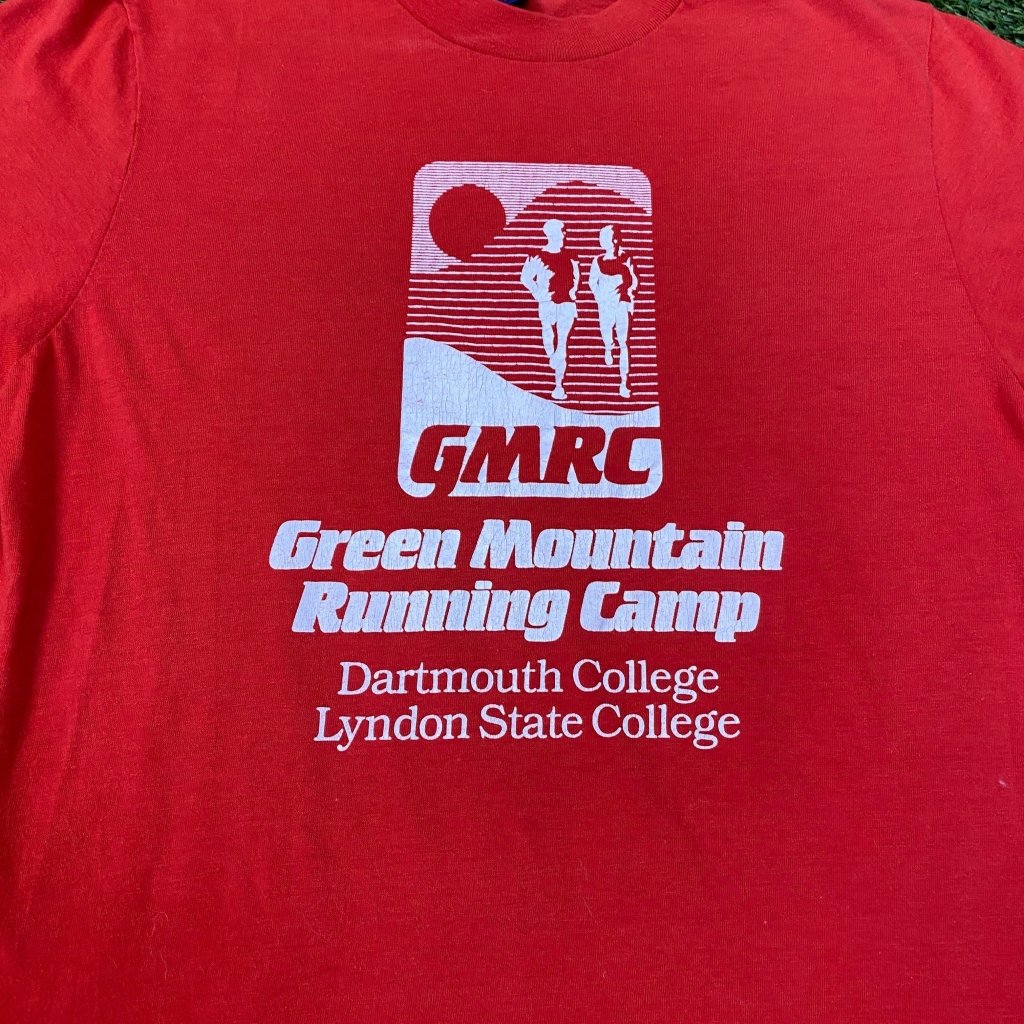 GMRC
Green Mountain
Running Camp
Dartmouth College
Lyndon State College